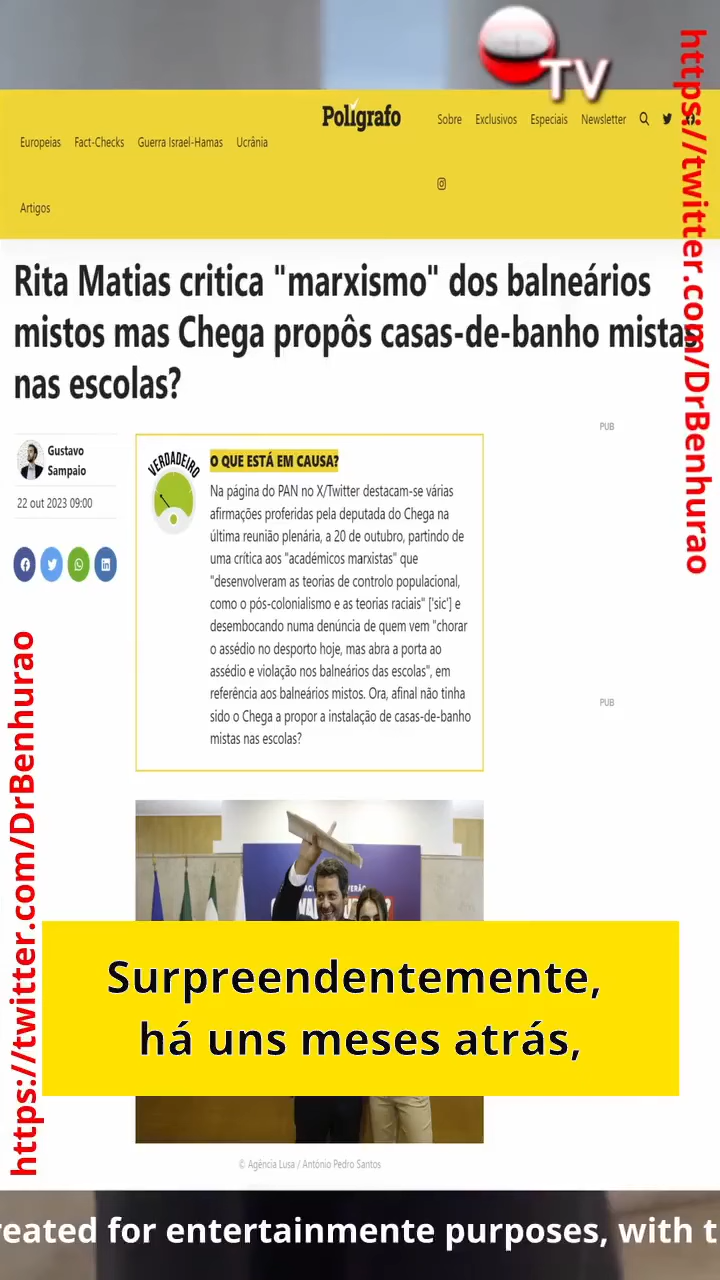 TV
https://twitter.com/DrBenhurao
Polígrafo
Sobre Exclusivos Especiais Newsletter
Europeias Fact-Checks Guerra Israel-Hamas Ucrânia
Artigos
Rita Matias critica "marxismo" dos balneários
mistos mas Chega propôs casas-de-banho mistas
nas escolas?
PUB
Gustavo
Sampaio
22 out 2023 09:00
VERDADEIRO
O QUE ESTÁ EM CAUSA?
Na página do PAN no X/Twitter destacam-se várias
afirmações proferidas pela deputada do Chega na
última reunião plenária, a 20 de outubro, partindo de
uma crítica aos "académicos marxistas" que
"desenvolveram as teorias de controlo populacional,
como o pós-colonialismo e as teorias raciais" ['sic'] e
desembocando numa denúncia de quem vem "chorar
o assédio no desporto hoje, mas abra a porta ao
assédio e violação nos balneários das escolas", em
referência aos balneários mistos. Ora, afinal não tinha
sido o Chega a propor a instalação de casas-de-banho
mistas nas escolas?
PUB
https://twitter.com/DrBenhurao
Surpreendentemente,
há uns meses atrás,
© Agência Lusa / António Pedro Santos
reated for entertainmente purposes, with t